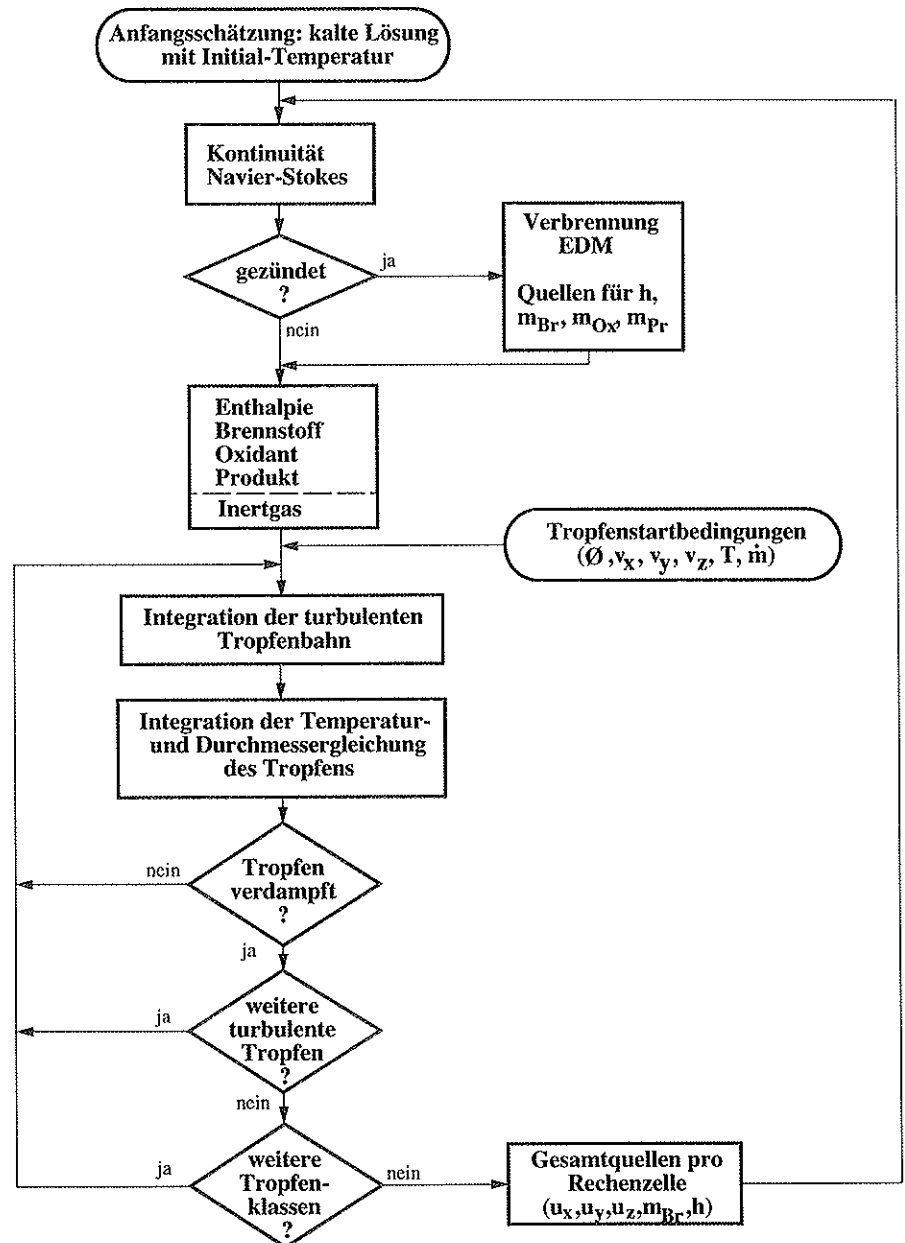 Anfangsschätzung: kalte Lösung
mit Initial-Temperatur
Kontinuität
Navier-Stokes
gezündet
?
ja
nein
Verbrennung
EDM
Quellen für h,
m_Br, m_Ox, m_Pr
Enthalpie
Brennstoff
Oxidant
Produkt
Inertgas
Tropfenstartbedingungen
(Ø ,v_x, v_y, v_z, T, ṁ)
Integration der turbulenten
Tropfenbahn
Integration der Temperatur-
und Durchmessergleichung
des Tropfens
nein
Tropfen
verdampft
?
ja
ja
weitere
turbulente
Tropfen
?
nein
ja
weitere
Tropfen-
klassen
?
nein
Gesamtquellen pro
Rechenzelle
(u_x,u_y,u_z,m_Br,h)